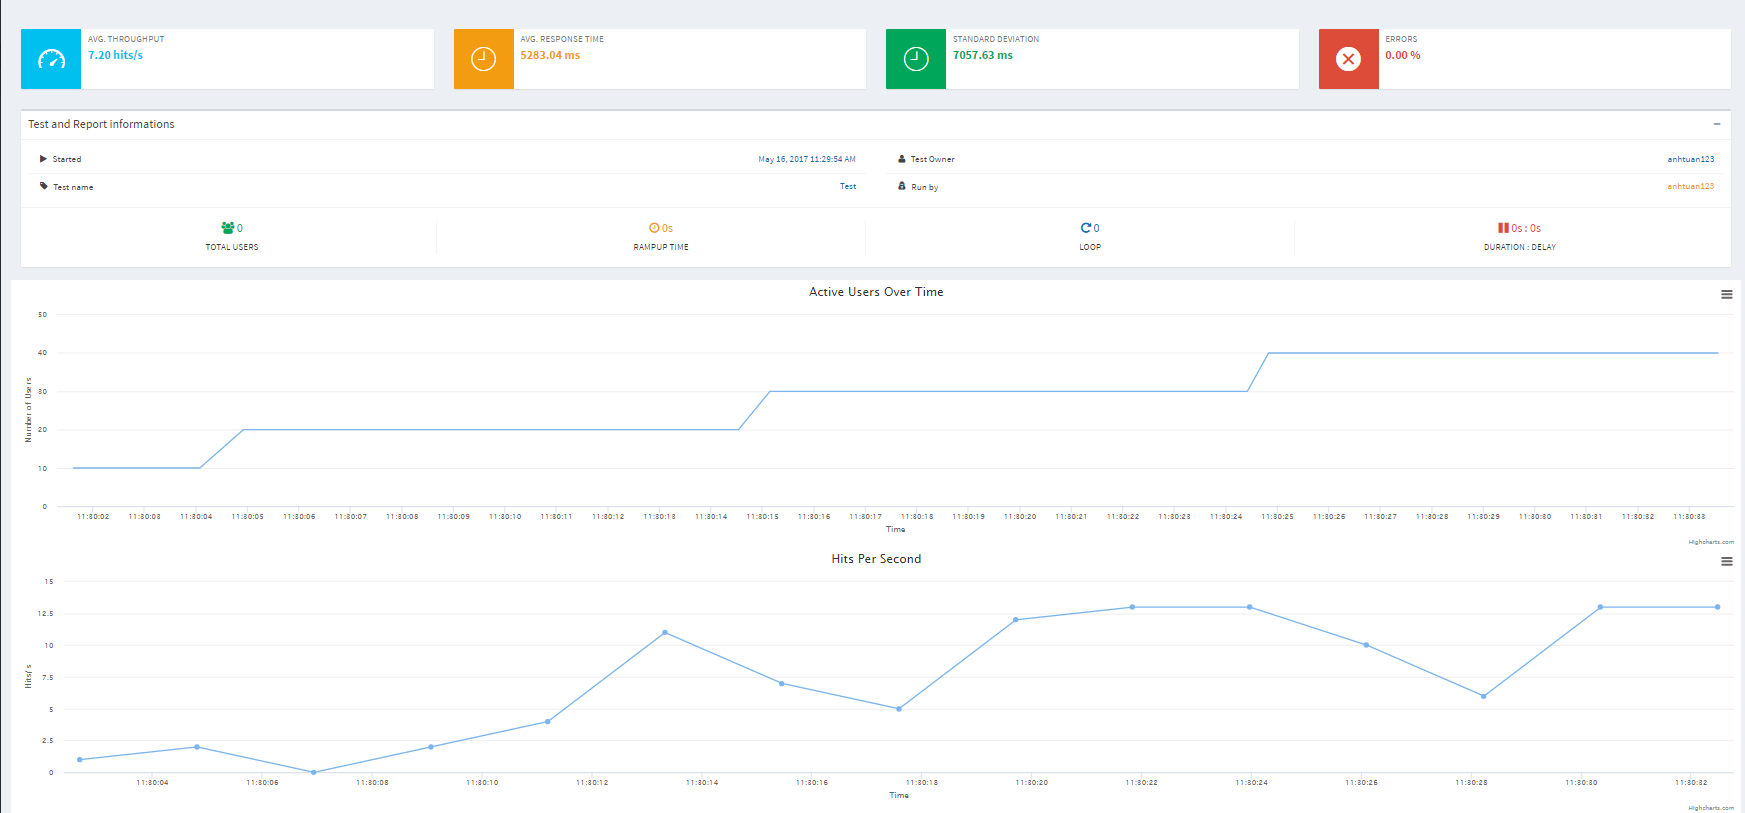 AVG. THROUGHPUT
7.20 hits/s
AVG. RESPONSE TIME
5283.04 ms
STANDARD DEVIATION
7057.63 ms
ERRORS
0.00 %
Test and Report informations
Started May 16, 2017 11:29:54 AM
Test Owner anhtuan123
Test name Test
Run by anhtuan123
0
TOTAL USERS
0s
RAMPUP TIME
0
LOOP
0s : 0s
DURATION : DELAY
Active Users Over Time
50
40
30
20
10
0
Number of Users
11:30:02 11:30:03 11:30:04 11:30:05 11:30:06 11:30:07 11:30:08 11:30:09 11:30:10 11:30:11 11:30:12 11:30:13 11:30:14 11:30:15 11:30:16 11:30:17 11:30:18 11:30:19 11:30:20 11:30:21 11:30:22 11:30:23 11:30:24 11:30:25 11:30:26 11:30:27 11:30:28 11:30:29 11:30:30 11:30:31 11:30:32 11:30:33
Time
Highcharts.com
Hits Per Second
15
12.5
10
7.5
5
2.5
0
Hits/s
11:30:04 11:30:06 11:30:08 11:30:10 11:30:12 11:30:14 11:30:16 11:30:18 11:30:20 11:30:22 11:30:24 11:30:26 11:30:28 11:30:30 11:30:32
Time
Highcharts.com